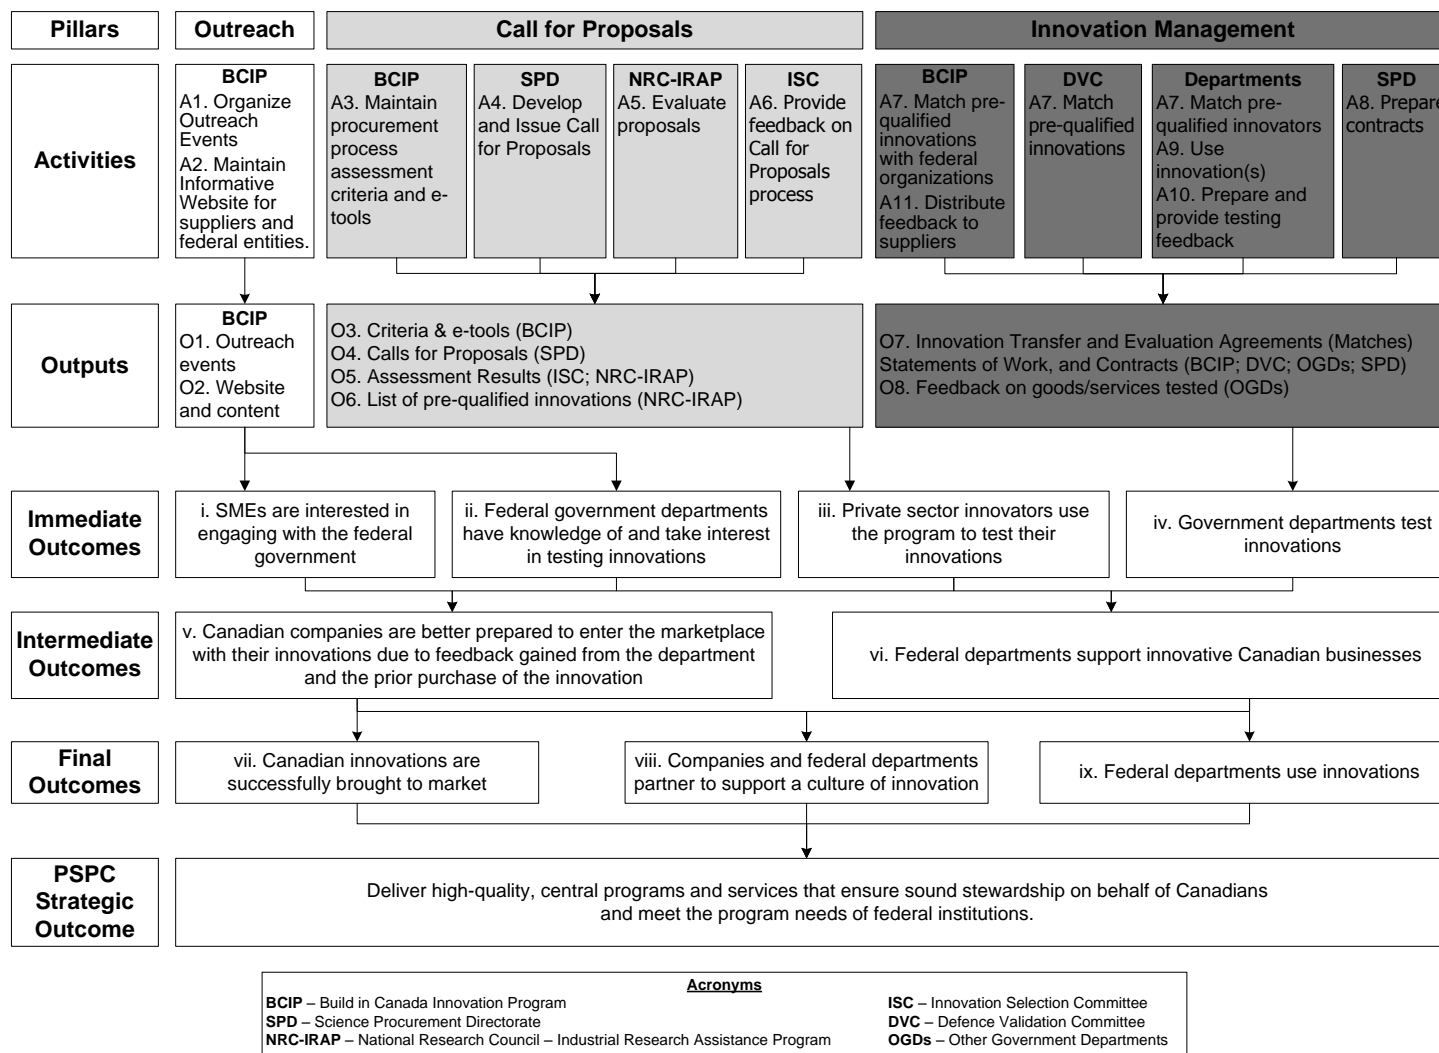 Pillars
Outreach
Call for Proposals
Innovation Management
Activities
BCIP
A1. Organize
Outreach
Events
A2. Maintain
Informative
Website for
suppliers and
federal entities.
BCIP
A3. Maintain
procurement
process
assessment
criteria and e-
tools
SPD
A4. Develop
and Issue Call
for Proposals
NRC-IRAP
A5. Evaluate
proposals
ISC
A6. Provide
feedback on
Call for
Proposals
process
BCIP
A7. Match pre-
qualified
innovations
with federal
organizations
A11. Distribute
feedback to
suppliers
DVC
A7. Match
pre-qualified
innovations
Departments
A7. Match pre-
qualified innovators
A9. Use
innovation(s)
A10. Prepare and
provide testing
feedback
SPD
A8. Prepare
contracts
Outputs
BCIP
O1. Outreach
events
O2. Website
and content
O3. Criteria & e-tools (BCIP)
O4. Calls for Proposals (SPD)
O5. Assessment Results (ISC; NRC-IRAP)
O6. List of pre-qualified innovations (NRC-IRAP)
O7. Innovation Transfer and Evaluation Agreements (Matches)
Statements of Work, and Contracts (BCIP; DVC; OGDs; SPD)
O8. Feedback on goods/services tested (OGDs)
Immediate
Outcomes
i. SMEs are interested in
engaging with the federal
government
ii. Federal government departments
have knowledge of and take interest
in testing innovations
iii. Private sector innovators use
the program to test their
innovations
iv. Government departments test
innovations
Intermediate
Outcomes
v. Canadian companies are better prepared to enter the marketplace
with their innovations due to feedback gained from the department
and the prior purchase of the innovation
vi. Federal departments support innovative Canadian businesses
Final
Outcomes
vii. Canadian innovations are
successfully brought to market
viii. Companies and federal departments
partner to support a culture of innovation
ix. Federal departments use innovations
PSPC
Strategic
Outcome
Deliver high-quality, central programs and services that ensure sound stewardship on behalf of Canadians
and meet the program needs of federal institutions.
Acronyms
BCIP – Build in Canada Innovation Program
SPD – Science Procurement Directorate
NRC-IRAP – National Research Council – Industrial Research Assistance Program
ISC – Innovation Selection Committee
DVC – Defence Validation Committee
OGDs – Other Government Departments